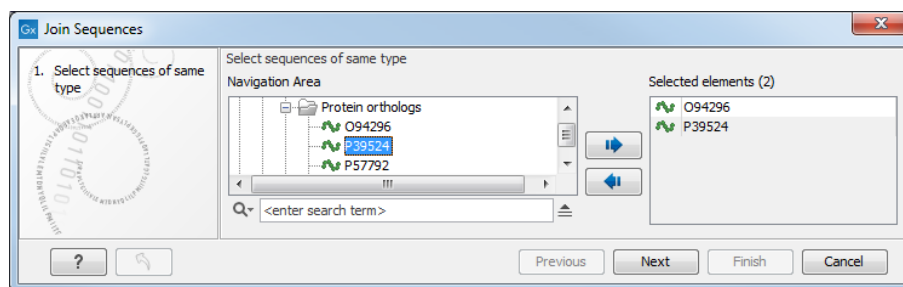 Gx Join Sequences
X
1. Select sequences of same type
Select sequences of same type
Navigation Area
Protein orthologs
O94296
P39524
P57792
<enter search term>
Selected elements (2)
O94296
P39524
?
Previous
Next
Finish
Cancel